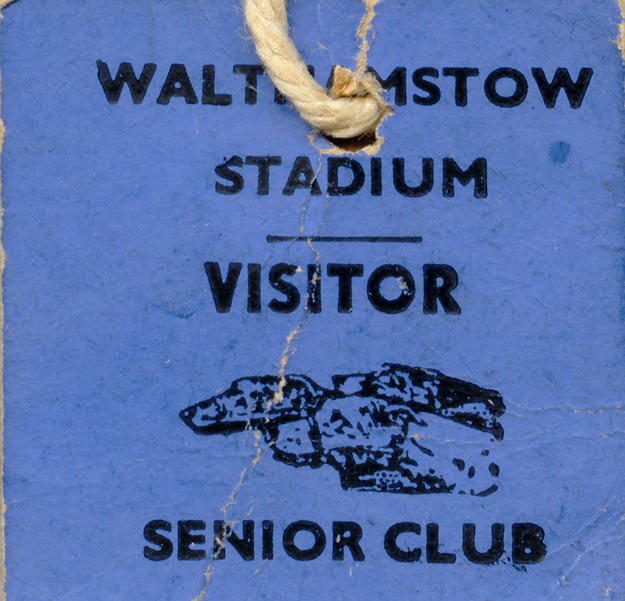 WALTHAMSTOW
STADIUM
VISITOR
SENIOR CLUB